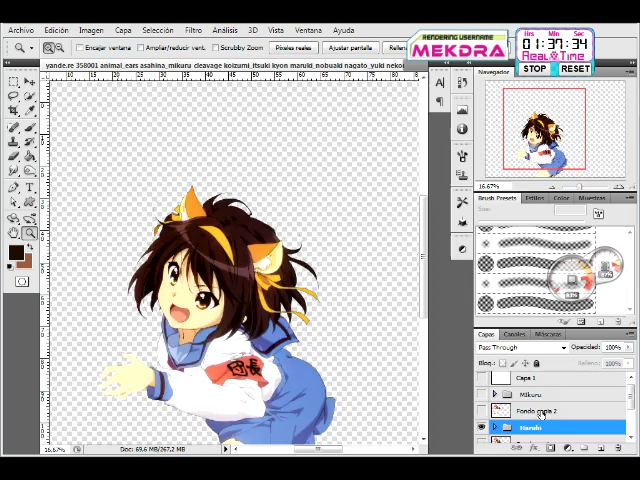 Archivo Edición Imagen Capa Selección Filtro Análisis 3D Vista Ventana Ayuda
RENDERING USERNAME
MEKDRA
Hrs Min Sec
01:37:34
Real Time
STOP RESET
Encajar ventana Ampliar/reducir vent. Scrubby Zoom Píxeles reales Ajustar pantalla
yande.re 358001 animal_ears asahina_mikuru cleavage koizumi_itsuki kyon maruki_nobuaki nagato_yuki neko
Navegador
16,67%
Brush Presets Estilos Color Muestras
Size:
Capas Canales Máscaras
Pass Through Opacidad: 100%
Bloq.: Relleno: 100%
Capa 1
Mikuru
Fondo copia 2
Haruhi
16,67% Doc: 69,6 MB/267,2 MB
団長